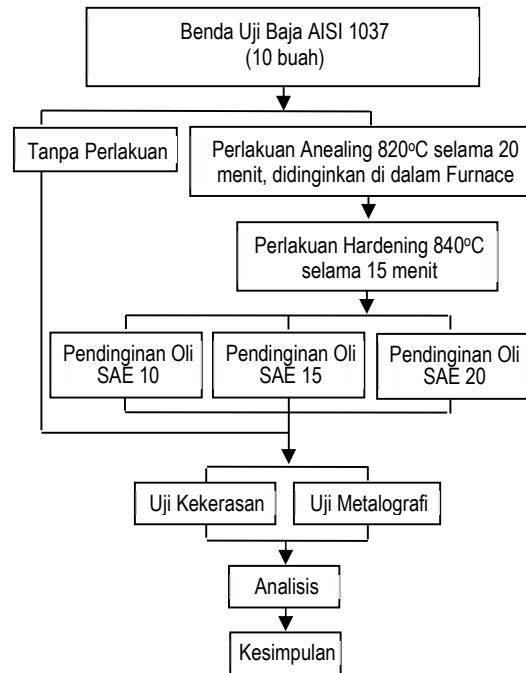 Benda Uji Baja AISI 1037
(10 buah)
Tanpa Perlakuan
Perlakuan Anealing 820°C selama 20
menit, didinginkan di dalam Furnace
Perlakuan Hardening 840°C
selama 15 menit
Pendinginan Oli
SAE 10
Pendinginan Oli
SAE 15
Pendinginan Oli
SAE 20
Uji Kekerasan
Uji Metalografi
Analisis
Kesimpulan